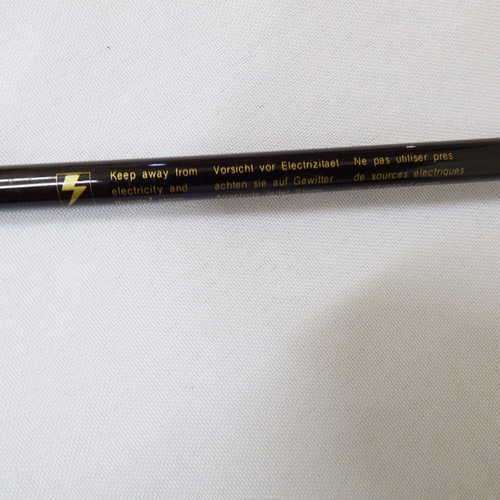 Keep away from
electricity and
Vorsicht vor Electrizitaet
achten sie auf Gewitter
Ne pas utiliser pres
de sources electriques